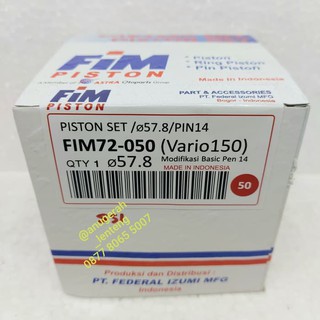 FIM
PISTON
ASTRA Otoparts
Piston
Ring Piston
Pin Piston
Made in Indonesia
FIM
PISTON
PART & ACCESSORIES
PT. FEDERAL IZUMI MFG
Bogor - Indonesia
PISTON SET /ø57.8/PIN14
FIM72-050 (Vario150)
QTY 1 ø57.8 Modifikasi Basic Pen 14
MADE IN INDONESIA
50
lenteng
0877 8065 5007
Produksi dan Distribusi :
PT. FEDERAL IZUMI MFG
Indonesia